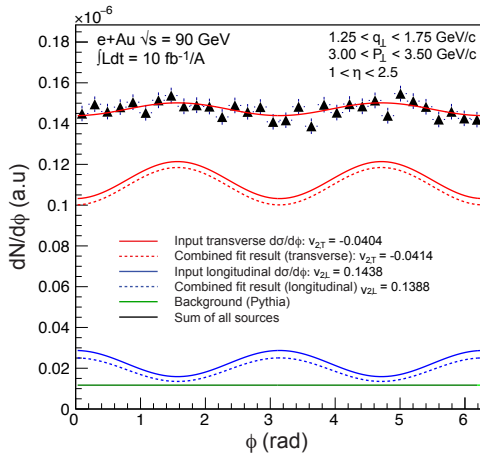 ×10⁻⁶
e+Au √s = 90 GeV
∫Ldt = 10 fb⁻¹/A
1.25 < q⊥ < 1.75 GeV/c
3.00 < P⊥ < 3.50 GeV/c
1 < η < 2.5
0.18
0.16
0.14
0.12
0.1
0.08
0.06
0.04
0.02
0
dN/dϕ (a.u)
Input transverse dσ/dϕ: v2,T = -0.0404
Combined fit result (transverse): v2,T = -0.0414
Input longitudinal dσ/dϕ: v2L = 0.1438
Combined fit result (longitudinal) v2L = 0.1388
Background (Pythia)
Sum of all sources
0 1 2 3 4 5 6
ϕ (rad)